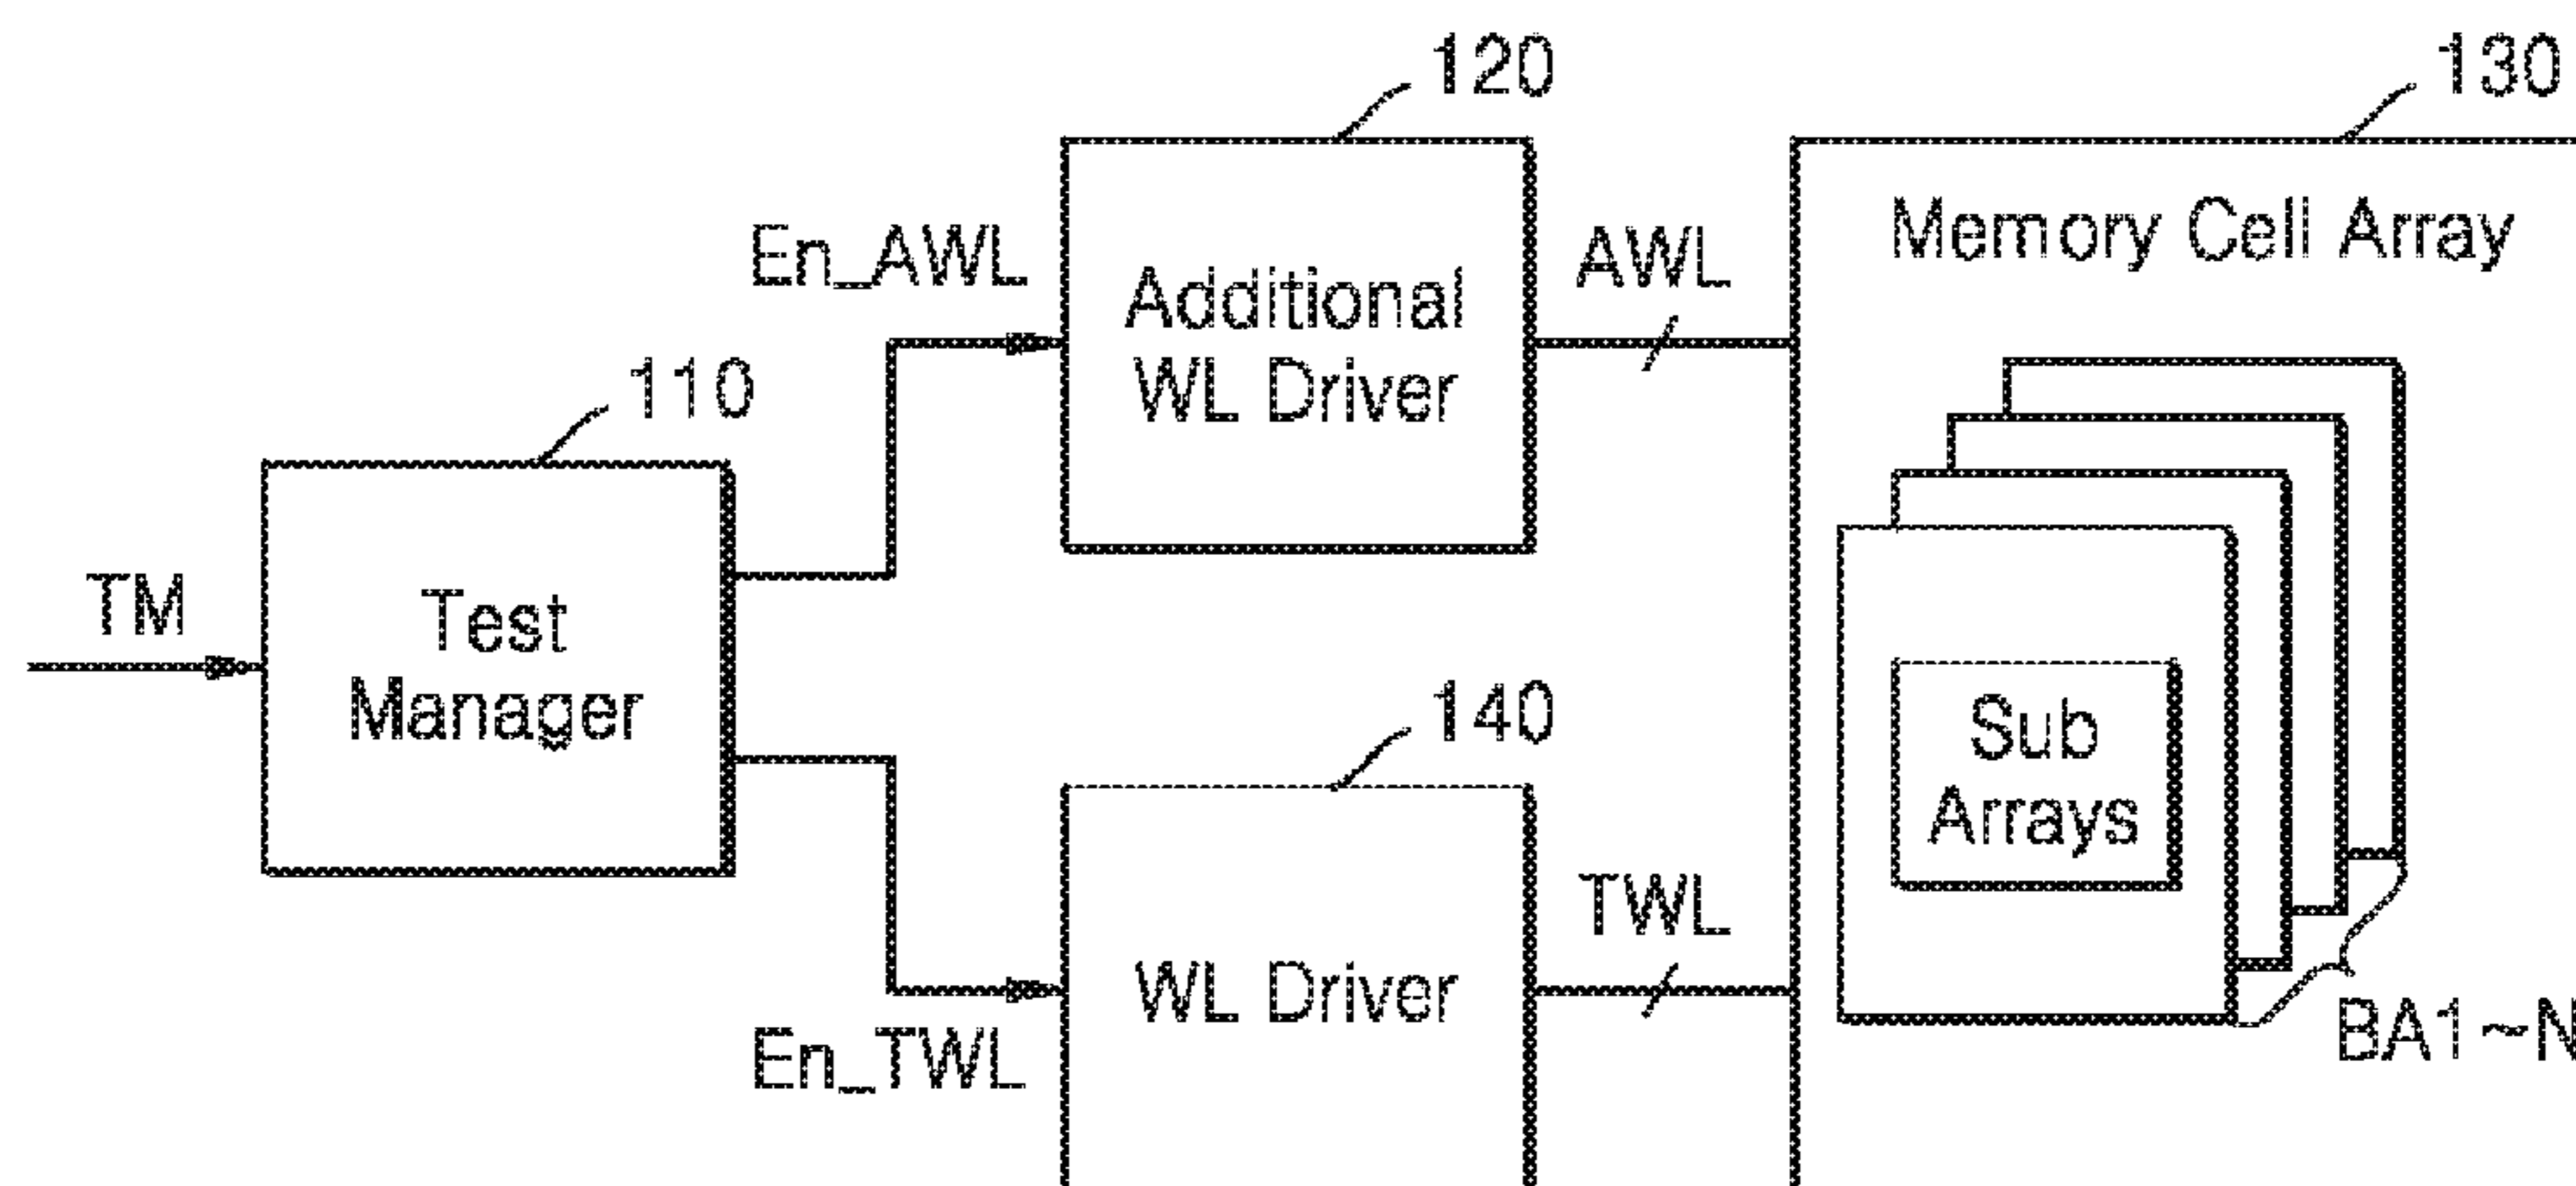 120
130
En_AWL
Additional
WL Driver
AWL
Memory Cell Array
110
TM
Test
Manager
140
Sub
Arrays
En_TWL
WL Driver
TWL
BA1~N